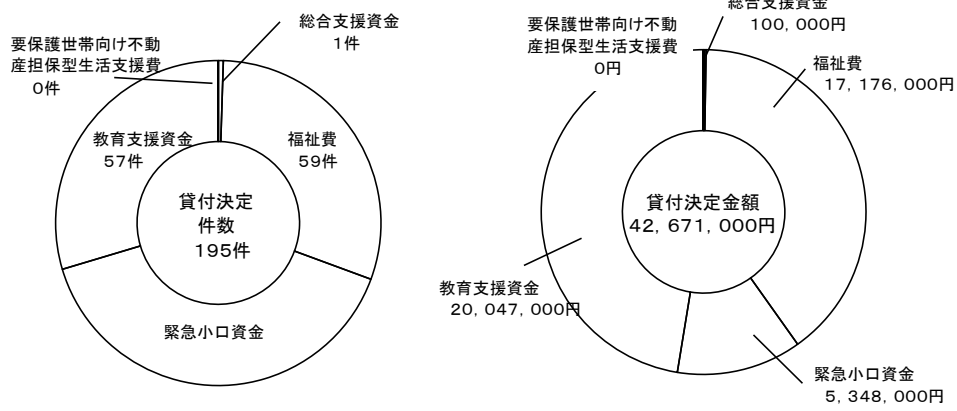 総合支援資金
1件
要保護世帯向け不動
産担保型生活支援費
0件
教育支援資金
57件
福祉費
59件
貸付決定
件数
195件
緊急小口資金
総合支援資金
100,000円
要保護世帯向け不動
産担保型生活支援費
0円
福祉費
17,176,000円
貸付決定金額
42,671,000円
教育支援資金
20,047,000円
緊急小口資金
5,348,000円